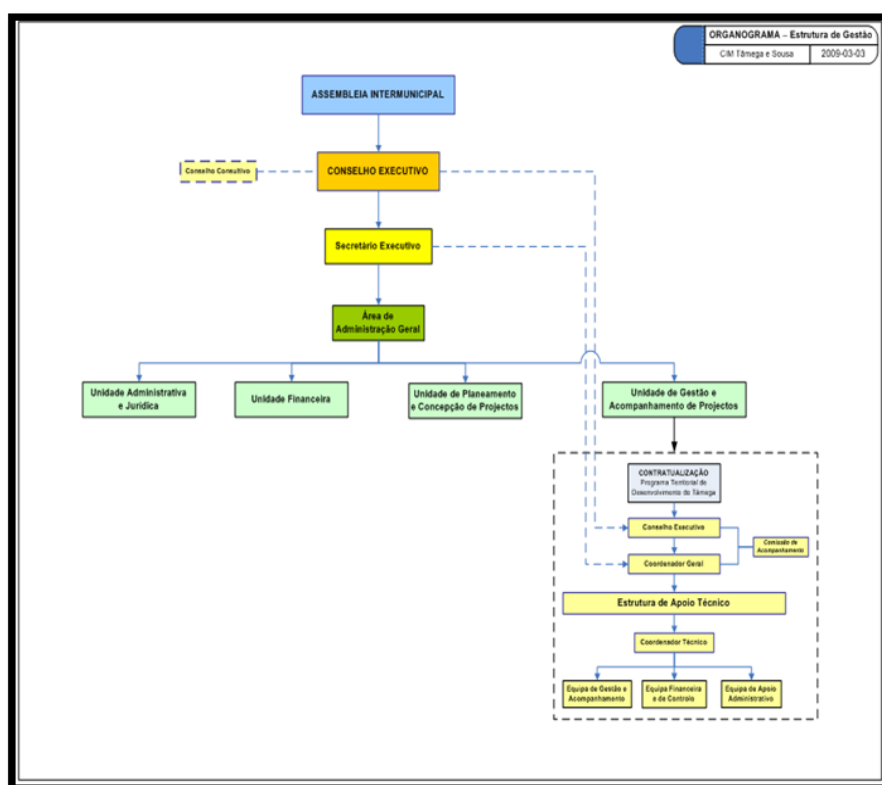 ORGANOGRAMA – Estrutura de Gestão
CIM Tâmega e Sousa
2009-03-03
ASSEMBLEIA INTERMUNICIPAL
Conselho Consutivo
CONSELHO EXECUTIVO
Secretário Executivo
Área de
Administração Geral
Unidade Administrativa
e Jurídica
Unidade Financeira
Unidade de Planeamento
e Concepção de Projectos
Unidade de Gestão e
Acompanhamento de Projectos
CONTRATUALIZAÇÃO
Programa Territorial de
Desenvolvimento do Tâmega
Conselho Executivo
Comissão de
Acompanhamento
Coordenador Geral
Estrutura de Apoio Técnico
Coordenador Técnico
Equipa de Gestão e
Acompanhamento
Equipa Financeira
e de Controlo
Equipa de Apoio
Administrativo